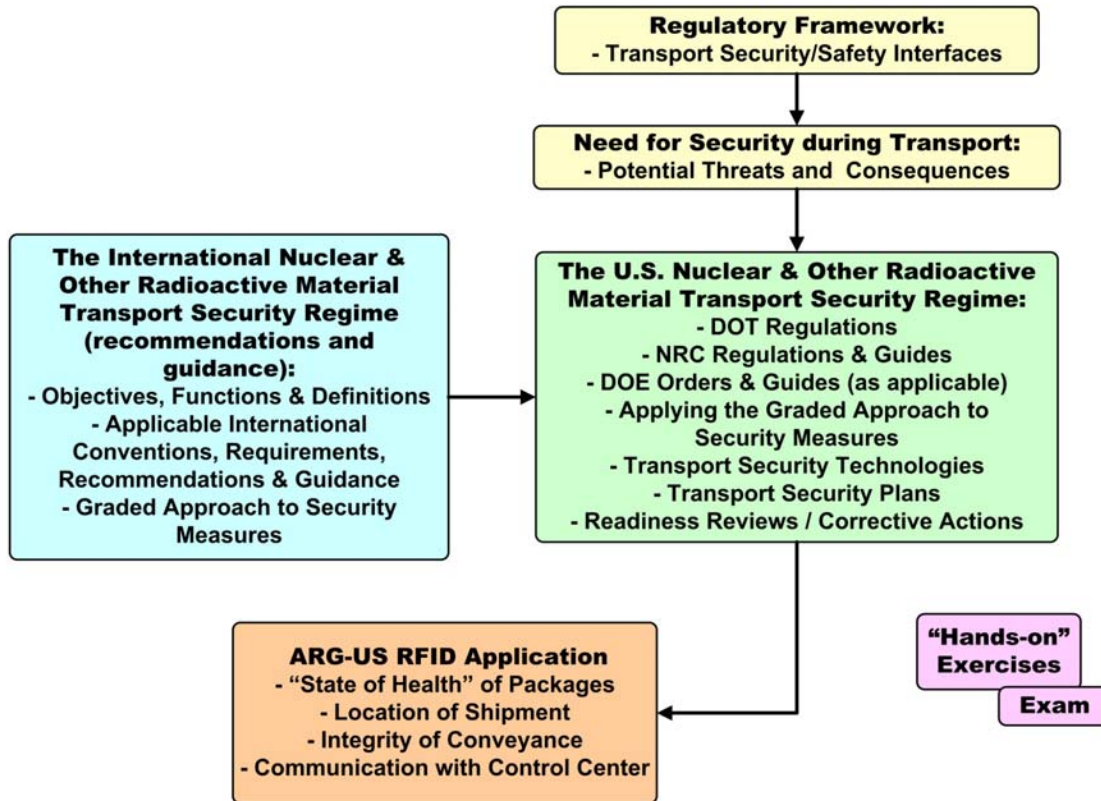 Regulatory Framework:
- Transport Security/Safety Interfaces
Need for Security during Transport:
- Potential Threats and Consequences
The International Nuclear &
Other Radioactive Material
Transport Security Regime
(recommendations and
guidance):
- Objectives, Functions & Definitions
- Applicable International
Conventions, Requirements,
Recommendations & Guidance
- Graded Approach to Security
Measures
The U.S. Nuclear & Other Radioactive
Material Transport Security Regime:
- DOT Regulations
- NRC Regulations & Guides
- DOE Orders & Guides (as applicable)
- Applying the Graded Approach to
Security Measures
- Transport Security Technologies
- Transport Security Plans
- Readiness Reviews / Corrective Actions
ARG-US RFID Application
- “State of Health” of Packages
- Location of Shipment
- Integrity of Conveyance
- Communication with Control Center
“Hands-on”
Exercises
Exam